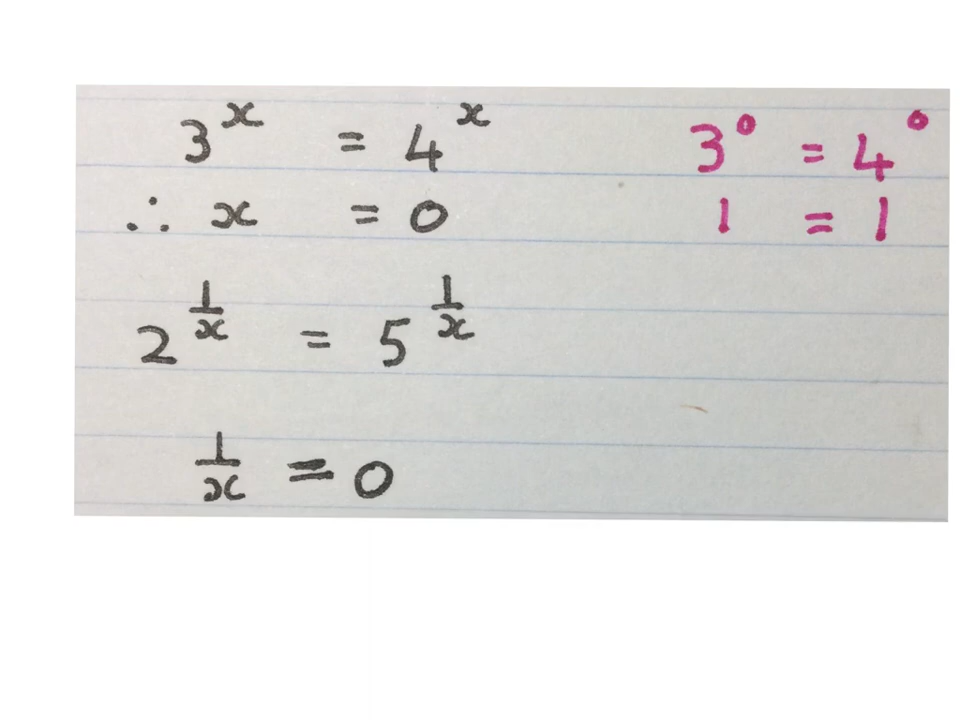 3^x = 4^x
∴ x = 0
2^(1/x) = 5^(1/x)
1/x = 0
3^0 = 4^0
1 = 1